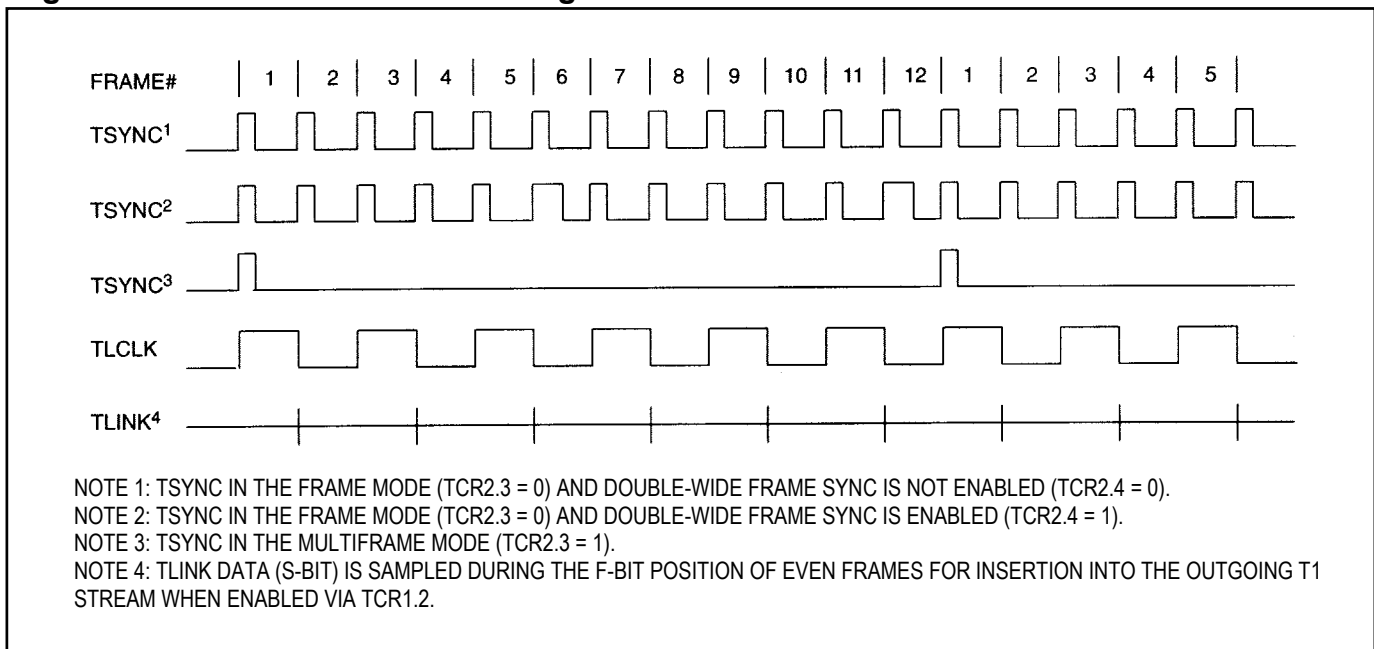 FRAME# 1 2 3 4 5 6 7 8 9 10 11 12 1 2 3 4 5
TSYNC¹
TSYNC²
TSYNC³
TLCLK
TLINK⁴
NOTE 1: TSYNC IN THE FRAME MODE (TCR2.3 = 0) AND DOUBLE-WIDE FRAME SYNC IS NOT ENABLED (TCR2.4 = 0).
NOTE 2: TSYNC IN THE FRAME MODE (TCR2.3 = 0) AND DOUBLE-WIDE FRAME SYNC IS ENABLED (TCR2.4 = 1).
NOTE 3: TSYNC IN THE MULTIFRAME MODE (TCR2.3 = 1).
NOTE 4: TLINK DATA (S-BIT) IS SAMPLED DURING THE F-BIT POSITION OF EVEN FRAMES FOR INSERTION INTO THE OUTGOING T1
STREAM WHEN ENABLED VIA TCR1.2.